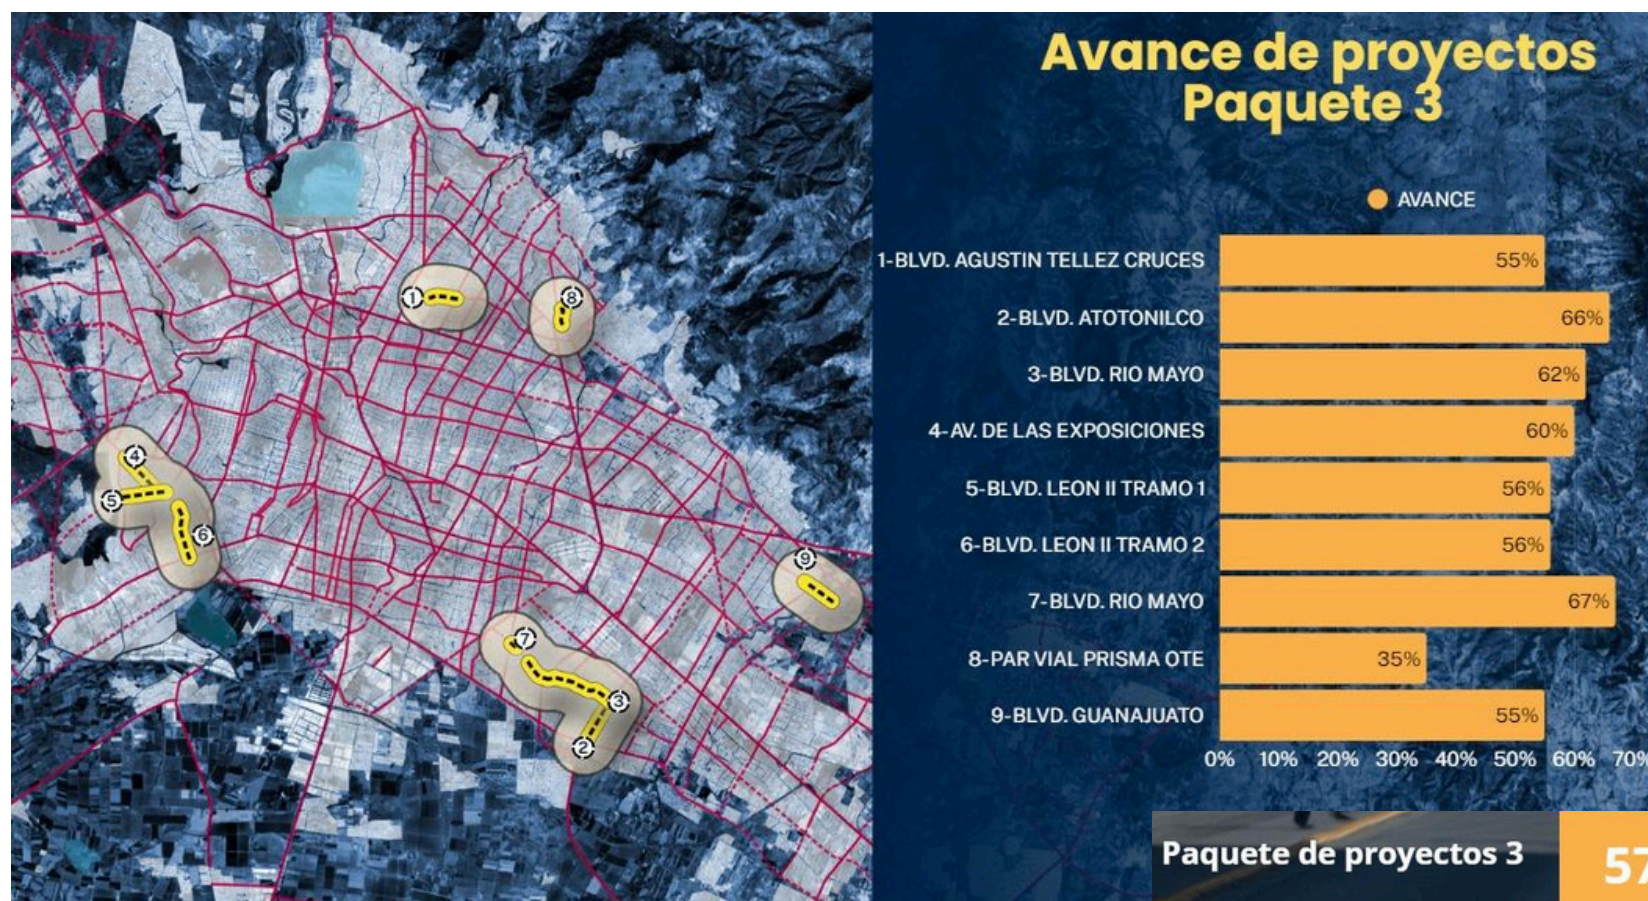 Avance de proyectos
Paquete 3
AVANCE
1-BLVD. AGUSTIN TELLEZ CRUCES 55%
2-BLVD. ATOTONILCO 66%
3-BLVD. RIO MAYO 62%
4-AV. DE LAS EXPOSICIONES 60%
5-BLVD. LEON II TRAMO 1 56%
6-BLVD. LEON II TRAMO 2 56%
7-BLVD. RIO MAYO 67%
8-PAR VIAL PRISMA OTE 35%
9-BLVD. GUANAJUATO 55%
0% 10% 20% 30% 40% 50% 60% 70%
Paquete de proyectos 3 57
1
8
4
5
6
9
7
3
2